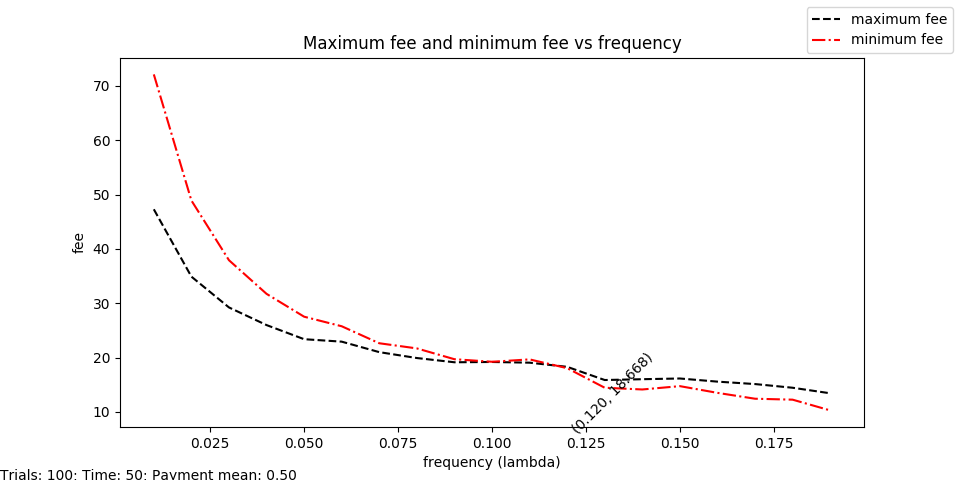 maximum fee
minimum fee
Maximum fee and minimum fee vs frequency
70
60
50
40
30
20
10
fee
(0.120, 18.668)
0.025 0.050 0.075 0.100 0.125 0.150 0.175
frequency (lambda)
Trials: 100; Time: 50; Payment mean: 0.50